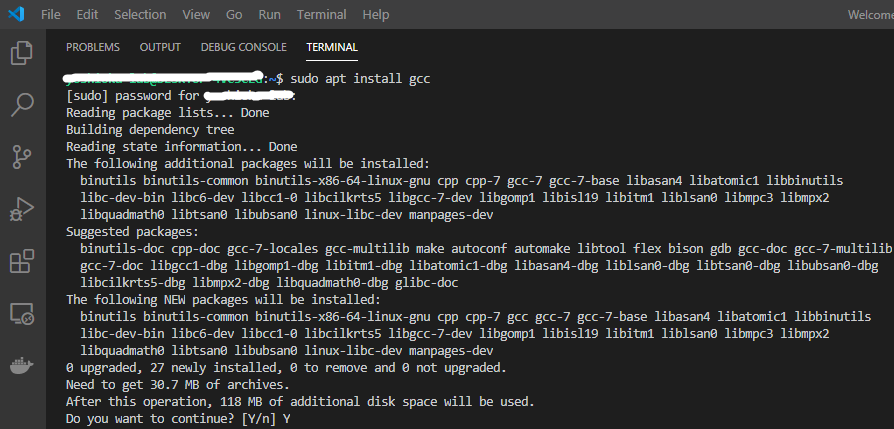 File Edit Selection View Go Run Terminal Help Welcome
PROBLEMS OUTPUT DEBUG CONSOLE TERMINAL
:~$ sudo apt install gcc
[sudo] password for
Reading package lists... Done
Building dependency tree
Reading state information... Done
The following additional packages will be installed:
binutils binutils-common binutils-x86-64-linux-gnu cpp cpp-7 gcc-7 gcc-7-base libasan4 libatomic1 libbinutils
libc-dev-bin libc6-dev libcc1-0 libcilkrts5 libgcc-7-dev libgomp1 libisl19 libitm1 liblsan0 libmpc3 libmpx2
libquadmath0 libtsan0 libubsan0 linux-libc-dev manpages-dev
Suggested packages:
binutils-doc cpp-doc gcc-7-locales gcc-multilib make autoconf automake libtool flex bison gdb gcc-doc gcc-7-multilib
gcc-7-doc libgcc1-dbg libgomp1-dbg libitm1-dbg libatomic1-dbg libasan4-dbg liblsan0-dbg libtsan0-dbg libubsan0-dbg
libcilkrts5-dbg libmpx2-dbg libquadmath0-dbg glibc-doc
The following NEW packages will be installed:
binutils binutils-common binutils-x86-64-linux-gnu cpp cpp-7 gcc gcc-7 gcc-7-base libasan4 libatomic1 libbinutils
libc-dev-bin libc6-dev libcc1-0 libcilkrts5 libgcc-7-dev libgomp1 libisl19 libitm1 liblsan0 libmpc3 libmpx2
libquadmath0 libtsan0 libubsan0 linux-libc-dev manpages-dev
0 upgraded, 27 newly installed, 0 to remove and 0 not upgraded.
Need to get 30.7 MB of archives.
After this operation, 118 MB of additional disk space will be used.
Do you want to continue? [Y/n] Y